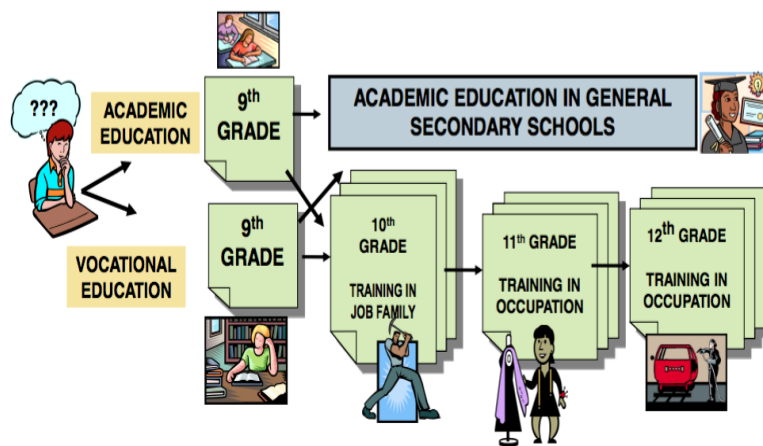 ???
ACADEMIC
EDUCATION
VOCATIONAL
EDUCATION
9th
GRADE
9th
GRADE
ACADEMIC EDUCATION IN GENERAL
SECONDARY SCHOOLS
10th
GRADE
TRAINING IN
JOB FAMILY
11th GRADE
TRAINING IN
OCCUPATION
12th GRADE
TRAINING IN
OCCUPATION